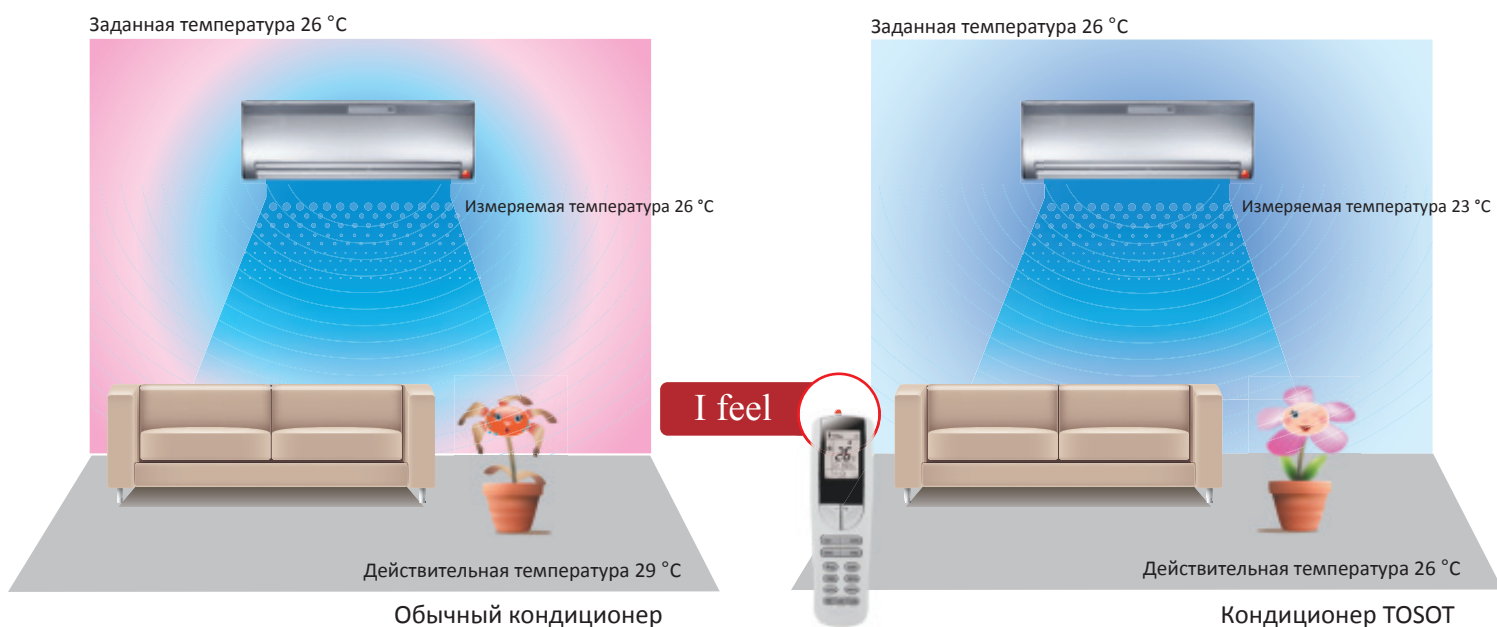 Заданная температура 26 °C
Измеряемая температура 26 °C
Действительная температура 29 °C
Обычный кондиционер
I feel
26
Заданная температура 26 °C
Измеряемая температура 23 °C
Действительная температура 26 °C
Кондиционер TOSOT